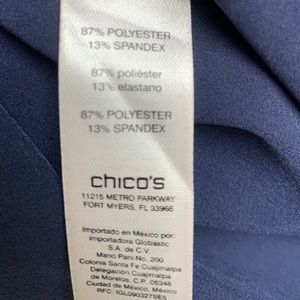 87% POLYESTER
13% SPANDEX
87% poliéster
13% elastano
87% POLYESTER
13% SPANDEX
chico's
11215 METRO PARKWAY
FORT MYERS, FL 33966
Importado en México por:
Importadora Globastic
S.A. de C.V.
Mario Pani No. 200
Colonia Santa Fe Cuajimalpa
Delegación Cuajimalpa
de Morelos, C.P. 05348
Ciudad de México, México
RFC: IGL0903279E5